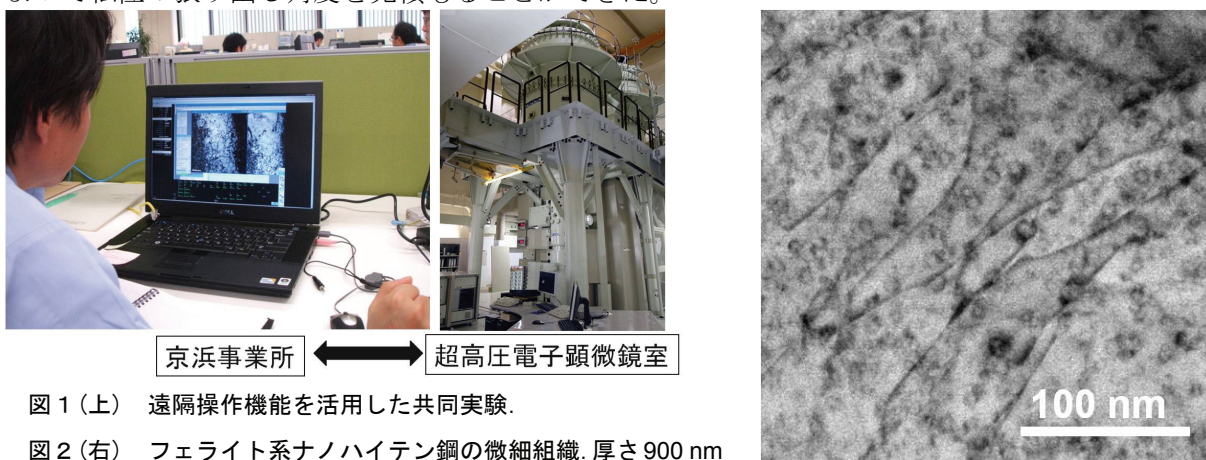 京浜事業所
超高圧電子顕微鏡室
100 nm
図1(上) 遠隔操作機能を活用した共同実験.
図2(右) フェライト系ナノハイテン鋼の微細組織. 厚さ900 nm